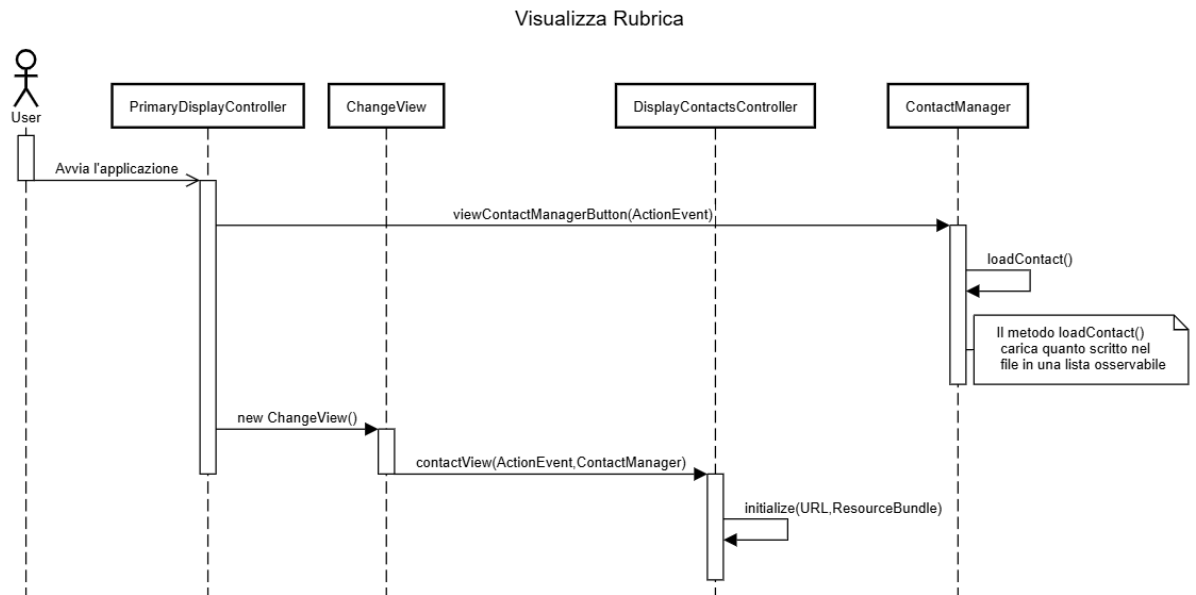 Visualizza Rubrica
User
PrimaryDisplayController
ChangeView
DisplayContactsController
ContactManager
Avvia l'applicazione
viewContactManagerButton(ActionEvent)
loadContact()
Il metodo loadContact()
carica quanto scritto nel
file in una lista osservabile
new ChangeView()
contactView(ActionEvent,ContactManager)
initialize(URL,ResourceBundle)